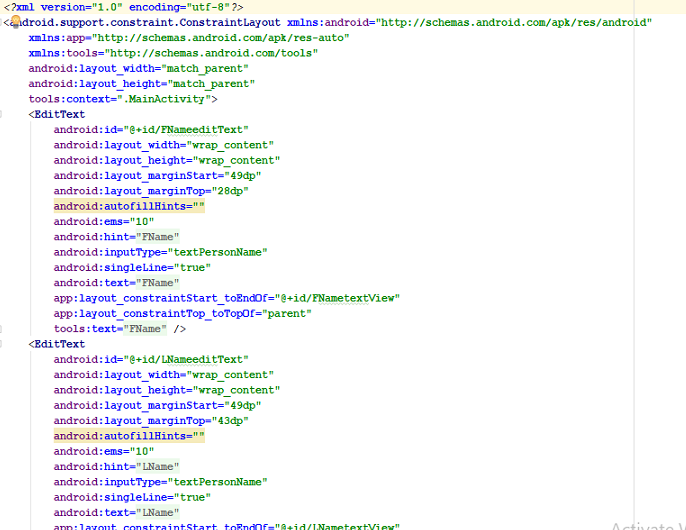 <?xml version="1.0" encoding="utf-8"?>
<android.support.constraint.ConstraintLayout xmlns:android="http://schemas.android.com/apk/res/android"
xmlns:app="http://schemas.android.com/apk/res-auto"
xmlns:tools="http://schemas.android.com/tools"
android:layout_width="match_parent"
android:layout_height="match_parent"
tools:context=".MainActivity">
<EditText
android:id="@+id/FNameeditText"
android:layout_width="wrap_content"
android:layout_height="wrap_content"
android:layout_marginStart="49dp"
android:layout_marginTop="28dp"
android:autofillHints=""
android:ems="10"
android:hint="FName"
android:inputType="textPersonName"
android:singleLine="true"
android:text="FName"
app:layout_constraintStart_toEndOf="@+id/FNametextView"
app:layout_constraintTop_toTopOf="parent"
tools:text="FName" />
<EditText
android:id="@+id/LNameeditText"
android:layout_width="wrap_content"
android:layout_height="wrap_content"
android:layout_marginStart="49dp"
android:layout_marginTop="43dp"
android:autofillHints=""
android:ems="10"
android:hint="LName"
android:inputType="textPersonName"
android:singleLine="true"
android:text="LName"
app:layout_constraintStart_toEndOf="@+id/LNametextView"
Activate